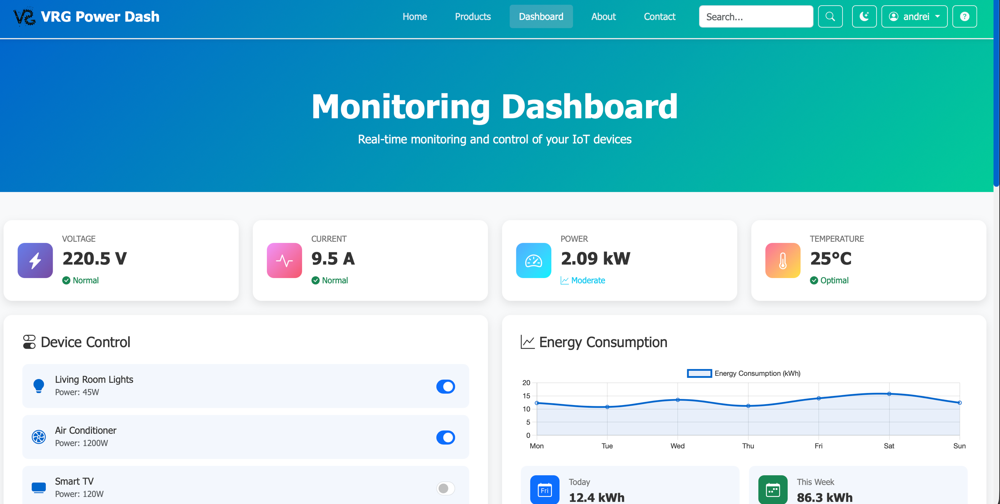 VRG VRG Power Dash
Home Products Dashboard About Contact Search... andrei ?
Monitoring Dashboard
Real-time monitoring and control of your IoT devices
VOLTAGE
220.5 V
Normal
CURRENT
9.5 A
Normal
POWER
2.09 kW
Moderate
TEMPERATURE
25°C
Optimal
Device Control
Living Room Lights
Power: 45W
Air Conditioner
Power: 1200W
Smart TV
Power: 120W
Energy Consumption
Energy Consumption (kWh)
20
15
10
5
0
Mon Tue Wed Thu Fri Sat Sun
Fri
Today
12.4 kWh
This Week
86.3 kWh